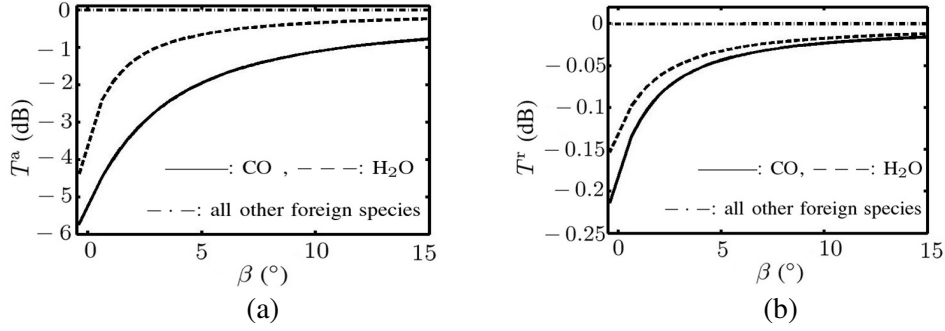 0
− 1
− 2
− 3
− 4
− 5
− 6
T^a (dB)
——: CO , – – –: H₂O
–·–: all other foreign species
0 5 10 15
β (°)
(a)
0
− 0.05
− 0.1
− 0.15
− 0.2
− 0.25
T^r (dB)
——: CO , – – –: H₂O
–·–: all other foreign species
0 5 10 15
β (°)
(b)